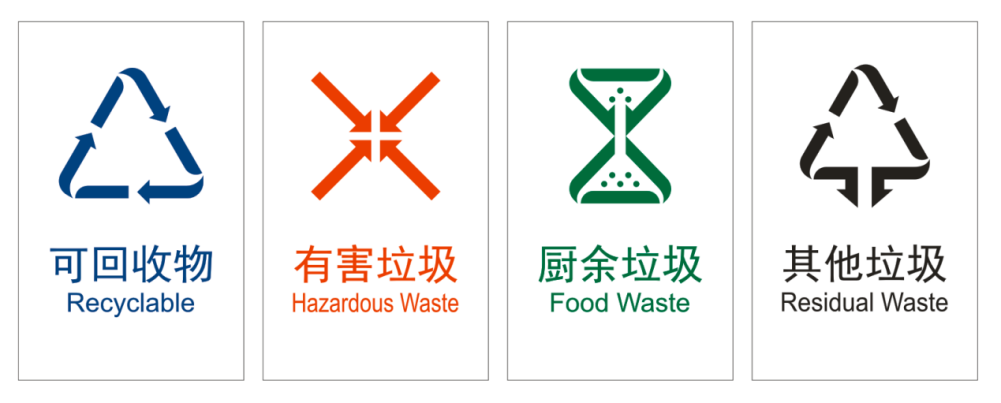 可回收物
Recyclable
有害垃圾
Hazardous Waste
厨余垃圾
Food Waste
其他垃圾
Residual Waste